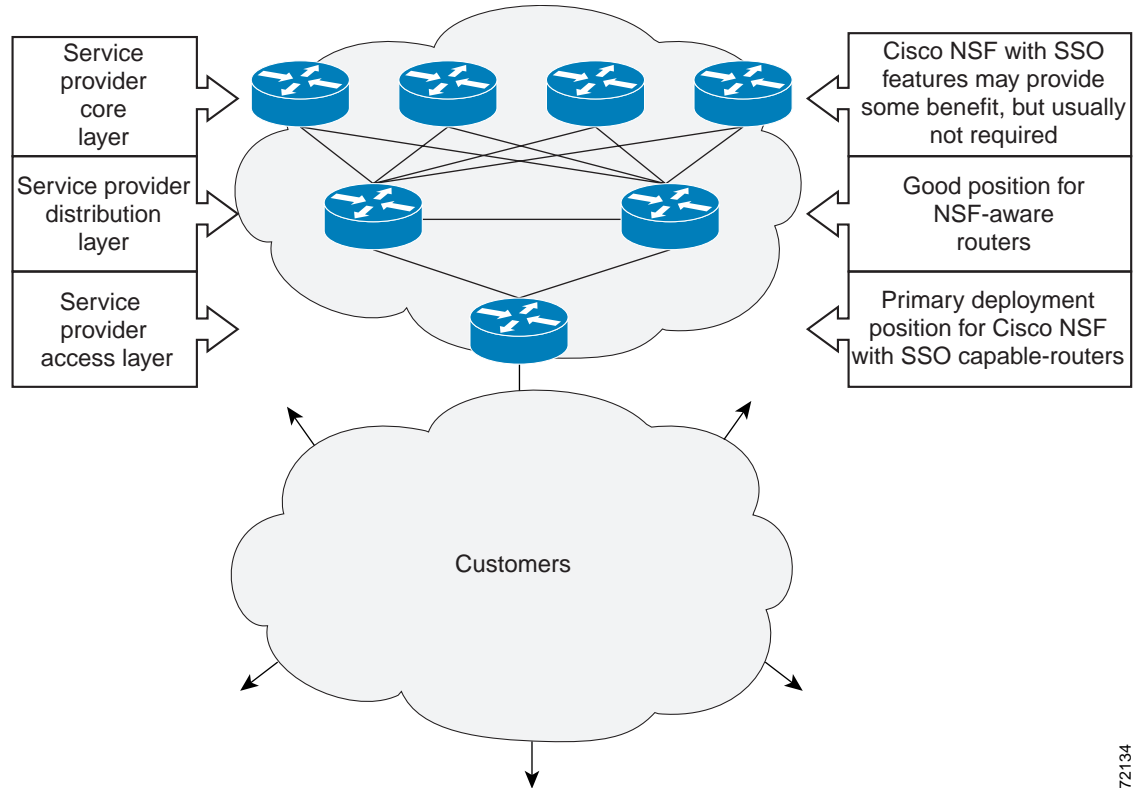 Service
provider
core
layer
Cisco NSF with SSO
features may provide
some benefit, but usually
not required
Service provider
distribution
layer
Good position for
NSF-aware
routers
Service
provider
access layer
Primary deployment
position for Cisco NSF
with SSO capable-routers
Customers
72134